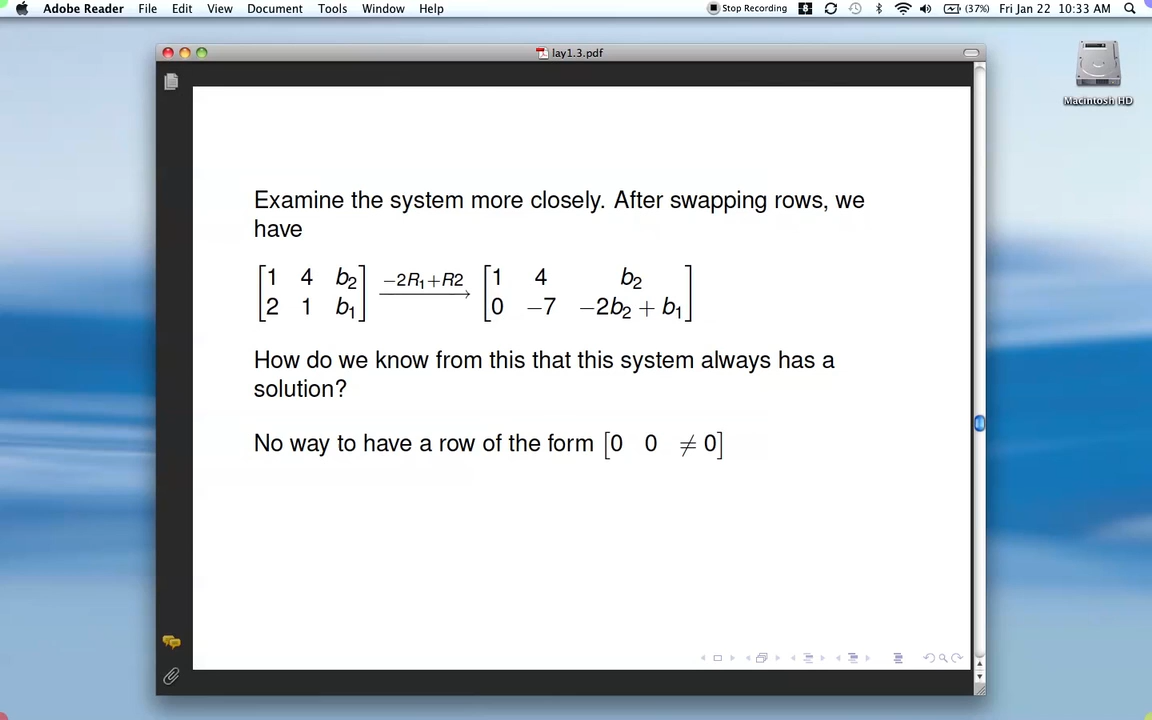 Adobe Reader File Edit View Document Tools Window Help Stop Recording (37%) Fri Jan 22 10:33 AM
lay1.3.pdf
Macintosh HD
Examine the system more closely. After swapping rows, we
have
[1 4 b₂] −2R₁+R2 [1 4 b₂]
[2 1 b₁] ⟶ [0 −7 −2b₂ + b₁]
How do we know from this that this system always has a
solution?
No way to have a row of the form [0 0 ≠ 0]